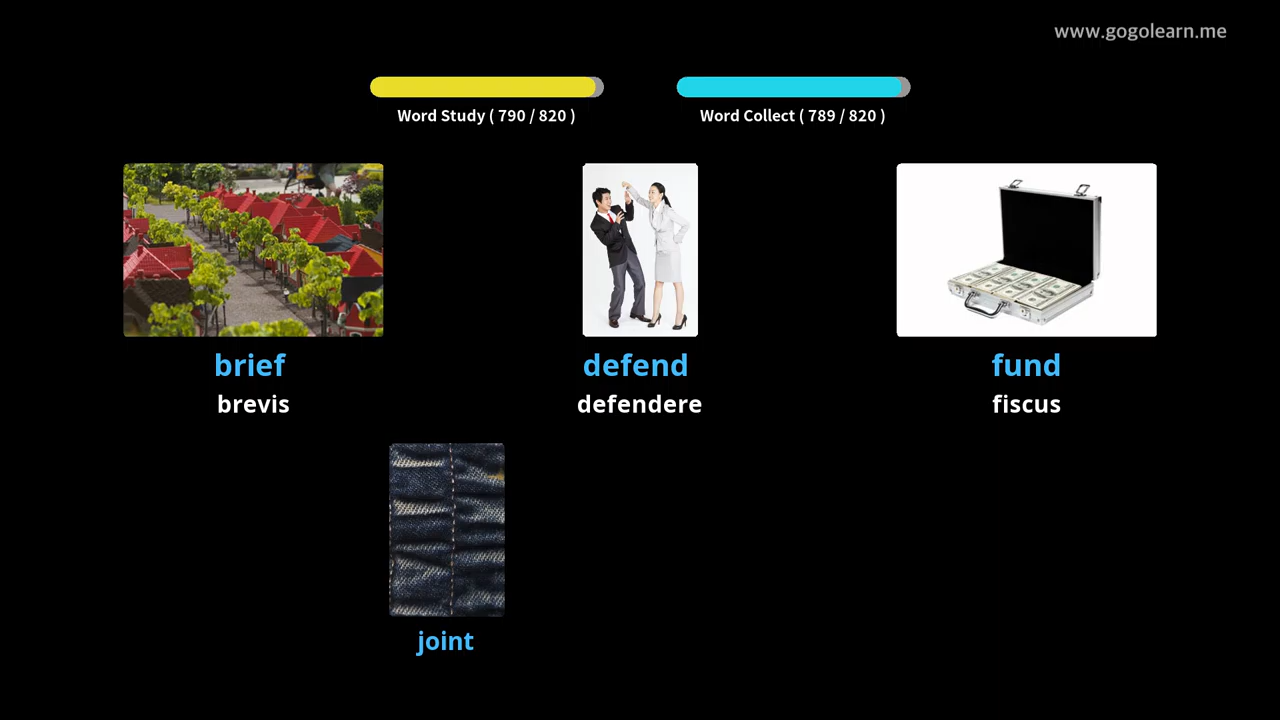 www.gogolearn.me
Word Study ( 790 / 820 )
Word Collect ( 789 / 820 )
brief
brevis
defend
defendere
fund
fiscus
joint